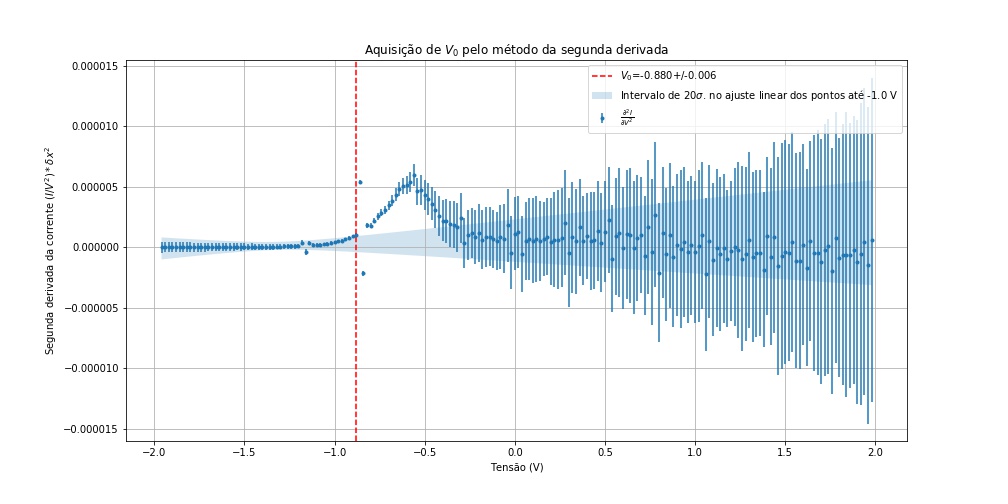 Aquisição de V₀ pelo método da segunda derivada
V₀=-0.880+/-0.006
Intervalo de 20σ. no ajuste linear dos pontos até -1.0 V
∂²I/∂V²
Segunda derivada da corrente (I/V²)*δx²
0.000015
0.000010
0.000005
0.000000
−0.000005
−0.000010
−0.000015
−2.0 −1.5 −1.0 −0.5 0.0 0.5 1.0 1.5 2.0
Tensão (V)